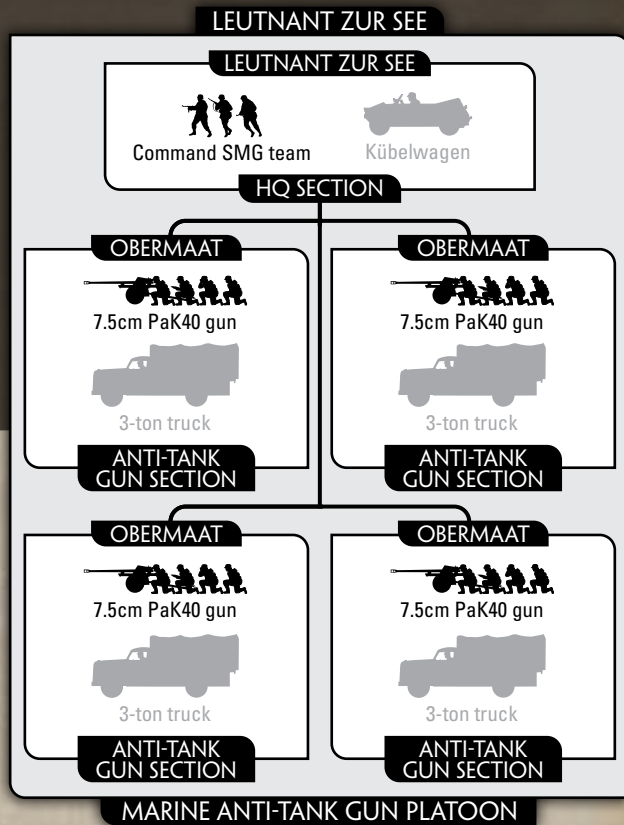 LEUTNANT ZUR SEE
LEUTNANT ZUR SEE
Command SMG team
Kübelwagen
HQ SECTION
OBERMAAT
7.5cm PaK40 gun
3-ton truck
ANTI-TANK
GUN SECTION
OBERMAAT
7.5cm PaK40 gun
3-ton truck
ANTI-TANK
GUN SECTION
OBERMAAT
7.5cm PaK40 gun
3-ton truck
ANTI-TANK
GUN SECTION
OBERMAAT
7.5cm PaK40 gun
3-ton truck
ANTI-TANK
GUN SECTION
MARINE ANTI-TANK GUN PLATOON